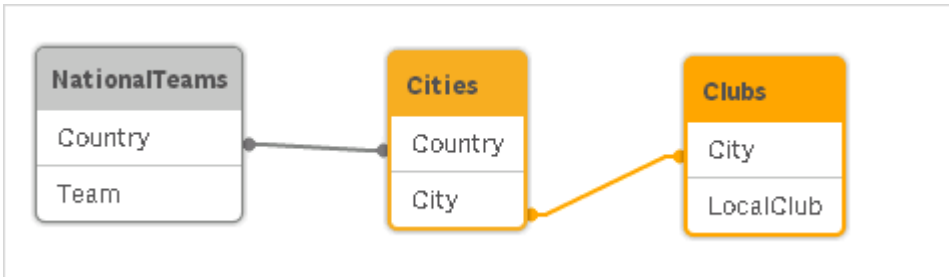 NationalTeams
Country
Team
Cities
Country
City
Clubs
City
LocalClub